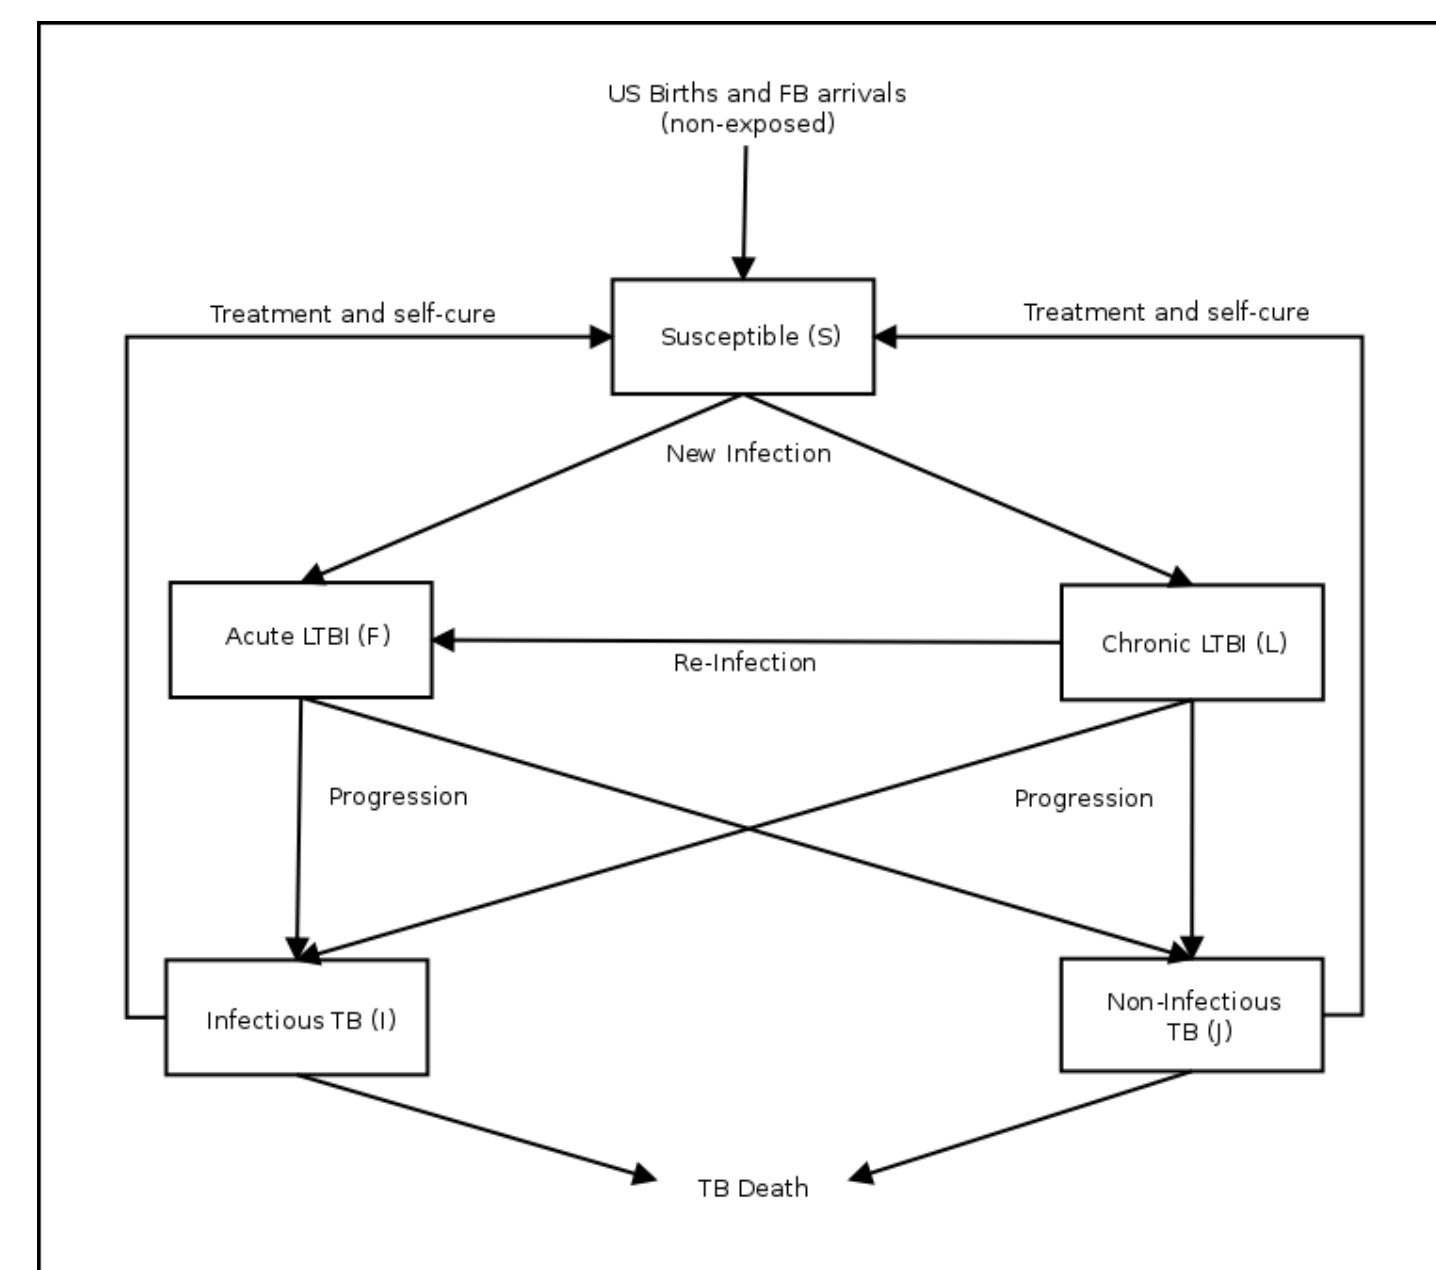 US Births and FB arrivals
(non-exposed)
Treatment and self-cure
Treatment and self-cure
Susceptible (S)
New Infection
Acute LTBI (F)
Chronic LTBI (L)
Re-Infection
Progression
Progression
Infectious TB (I)
Non-Infectious
TB (J)
TB Death